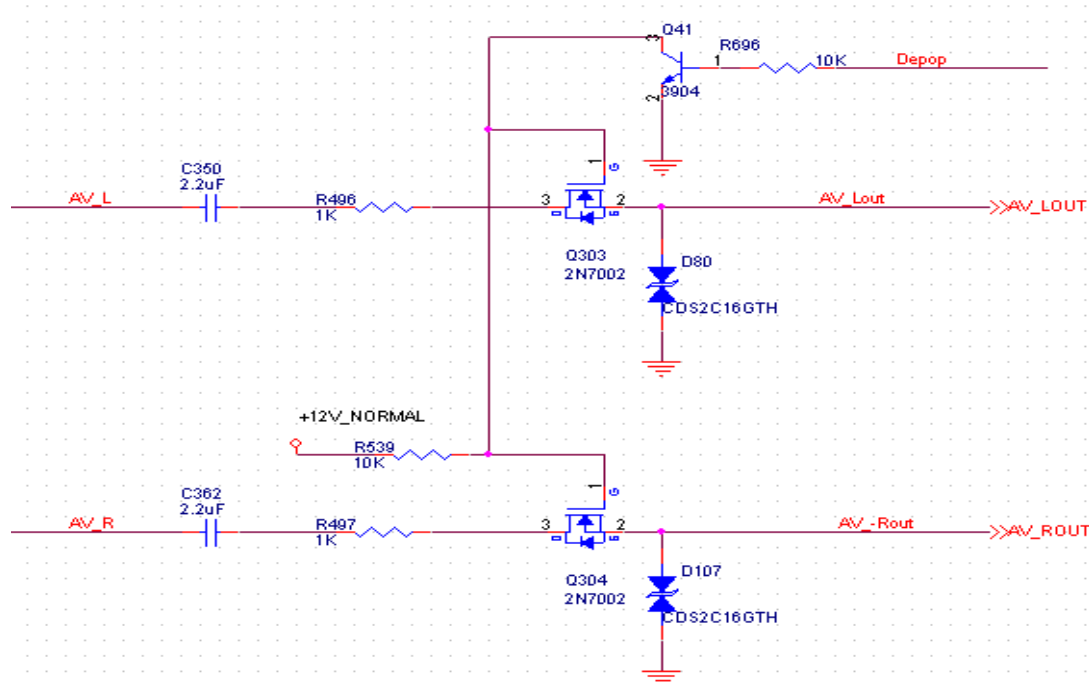 Q41
3
R696
1
10K
Depop
2
3904
C350
2.2uF
1
G
AV_L
R496
1K
3
D
2
S
AV_Lout
AV_LOUT
Q303
2N7002
D80
CDS2C16GTH
+12V_NORMAL
R539
10K
C362
2.2uF
1
G
AV_R
R497
1K
3
D
2
S
AV_-Rout
AV_ROUT
Q304
2N7002
D107
CDS2C16GTH